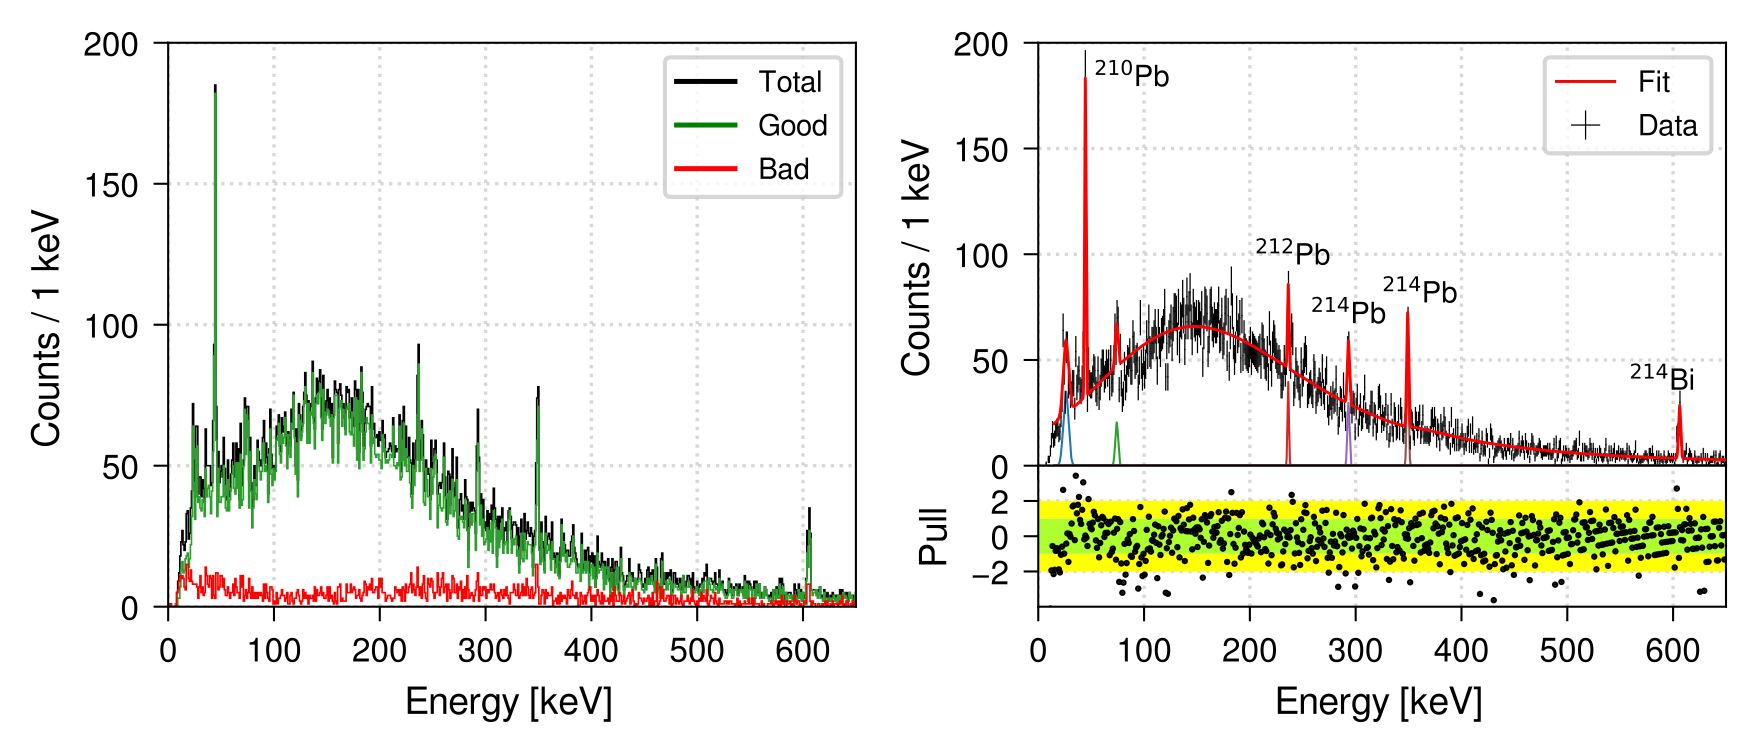 200
150
100
50
0
Counts / 1 keV
Total
Good
Bad
0 100 200 300 400 500 600
Energy [keV]
200
150
100
50
0
Counts / 1 keV
²¹⁰Pb
²¹²Pb
²¹⁴Pb
²¹⁴Pb
²¹⁴Bi
Fit
Data
2
0
−2
Pull
0 100 200 300 400 500 600
Energy [keV]